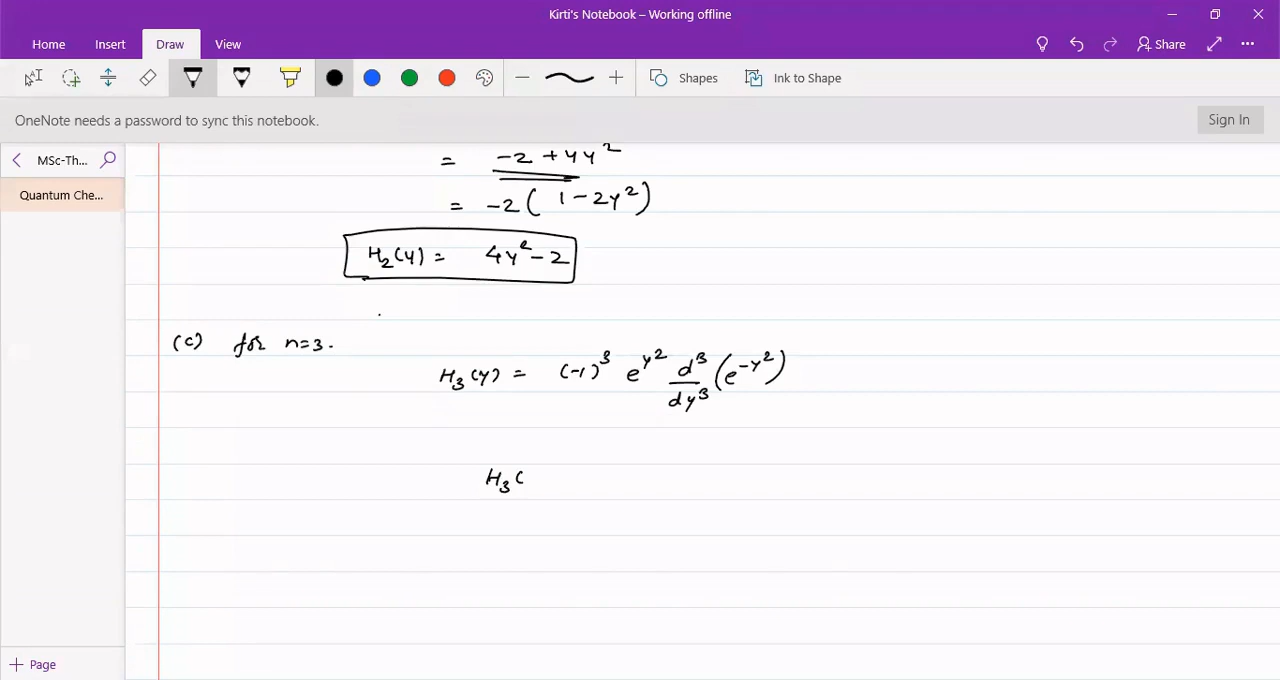 Kirti's Notebook – Working offline
Home Insert Draw View Share
Shapes Ink to Shape
OneNote needs a password to sync this notebook. Sign In
MSc-Th...
Quantum Che...
= -2 + 4y²
= -2 ( 1 - 2y²)
H₂(y) = 4y² - 2
(c) for n=3.
H₃(y) = (-1)³ e^{y²} d³/dy³ (e^{-y²})
H₃(
+ Page